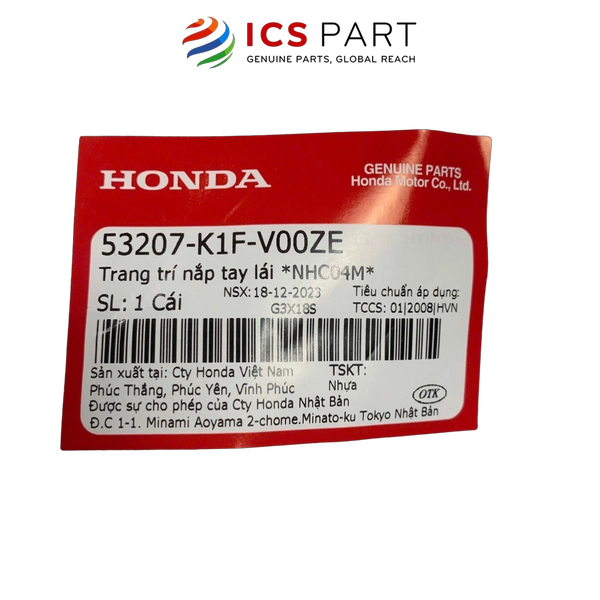 ICS PART
GENUINE PARTS, GLOBAL REACH
HONDA
GENUINE PARTS
Honda Motor Co., Ltd.
53207-K1F-V00ZE
Trang trí nắp tay lái *NHC04M*
SL: 1 Cái
NSX: 18-12-2023
G3X18S
Tiêu chuẩn áp dụng:
TCCS: 01|2008|HVN
Sản xuất tại: Cty Honda Việt Nam
Phúc Thắng, Phúc Yên, Vĩnh Phúc
Được sự cho phép của Cty Honda Nhật Bản
Đ.C 1-1. Minami Aoyama 2-chome.Minato-ku Tokyo Nhật Bản
TSKT:
Nhựa
OTK